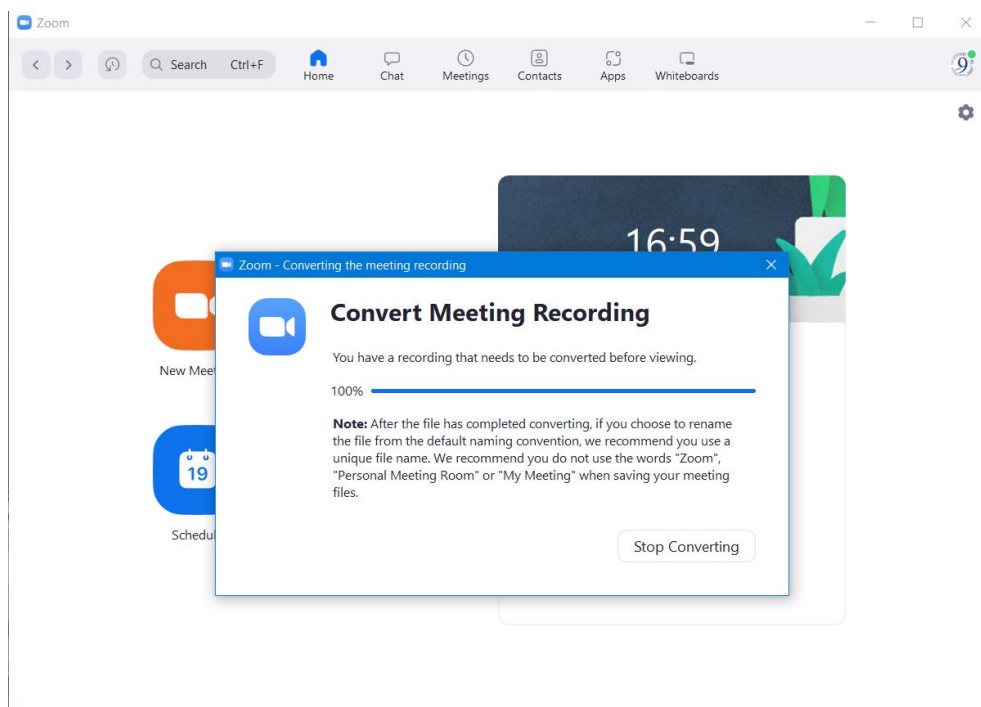 Zoom
Search Ctrl+F
Home
Chat
Meetings
Contacts
Apps
Whiteboards
9
16:59
Zoom - Converting the meeting recording
Convert Meeting Recording
You have a recording that needs to be converted before viewing.
100%
Note: After the file has completed converting, if you choose to rename
the file from the default naming convention, we recommend you use a
unique file name. We recommend you do not use the words "Zoom",
"Personal Meeting Room" or "My Meeting" when saving your meeting
files.
New Meet
19
Schedul
Stop Converting